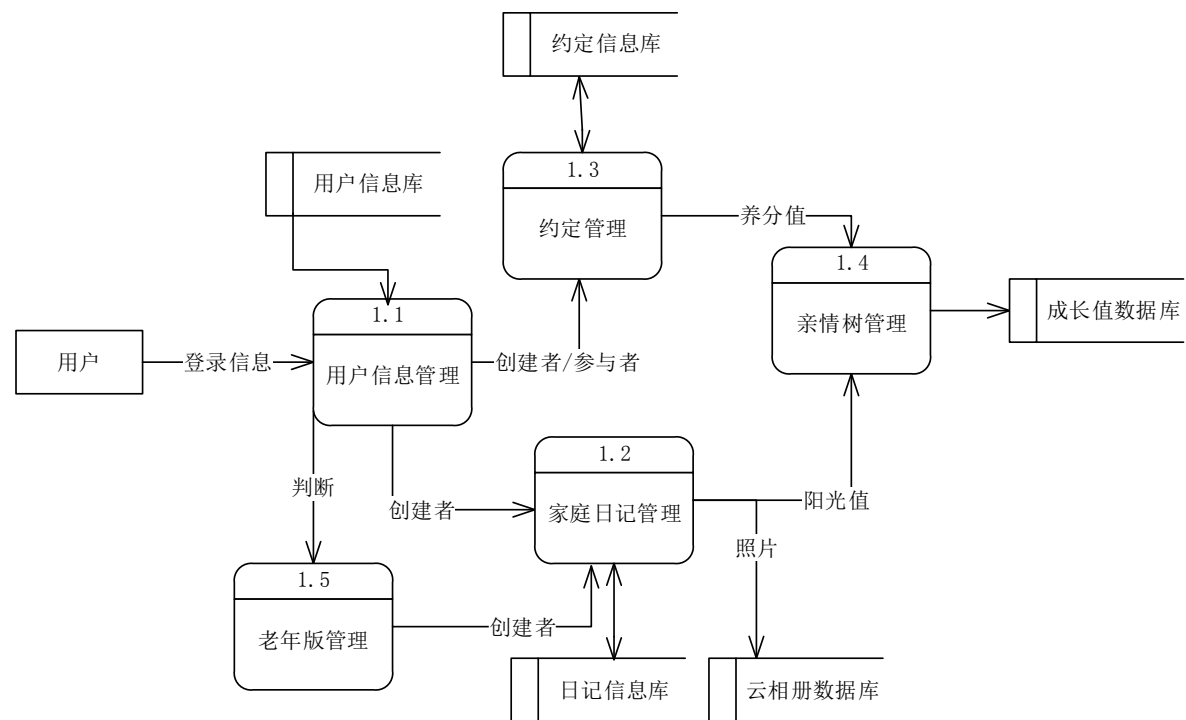 约定信息库
1.3
约定管理
用户信息库
养分值
1.4
亲情树管理
成长值数据库
1.1
用户信息管理
用户
登录信息
创建者/参与者
1.2
家庭日记管理
判断
创建者
阳光值
照片
1.5
老年版管理
创建者
日记信息库
云相册数据库